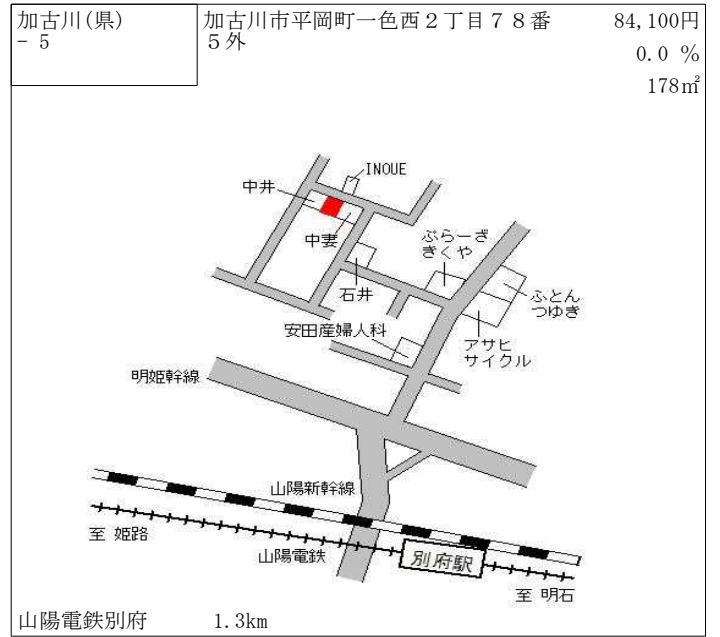 加古川(県)
- 5
加古川市平岡町一色西２丁目７８番
５外
84,100円
0.0 %
178㎡
INOUE
中井
中妻
ぶらーざ
きくや
石井
ふとん
つゆき
安田産婦人科
アサヒ
サイクル
明姫幹線
山陽新幹線
至 姫路
山陽電鉄
別府駅
至 明石
山陽電鉄別府 1.3km